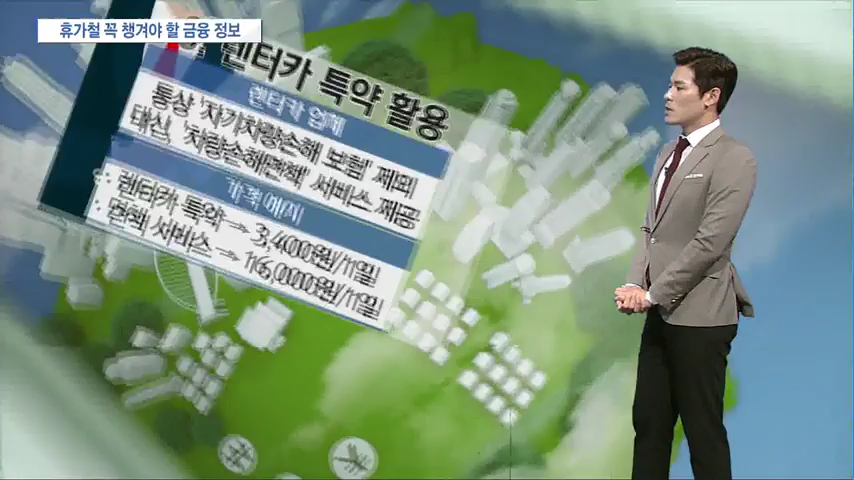 휴가철 꼭 챙겨야 할 금융 정보
렌터카 특약 활용
렌터카 업체
통상 '자기차량손해 보험' 제외
대신, '차량손해면책' 서비스 제공
가격 예시
: 렌터카 특약 → 3,400원/1일
· 면책 서비스 → 16,000원/1일